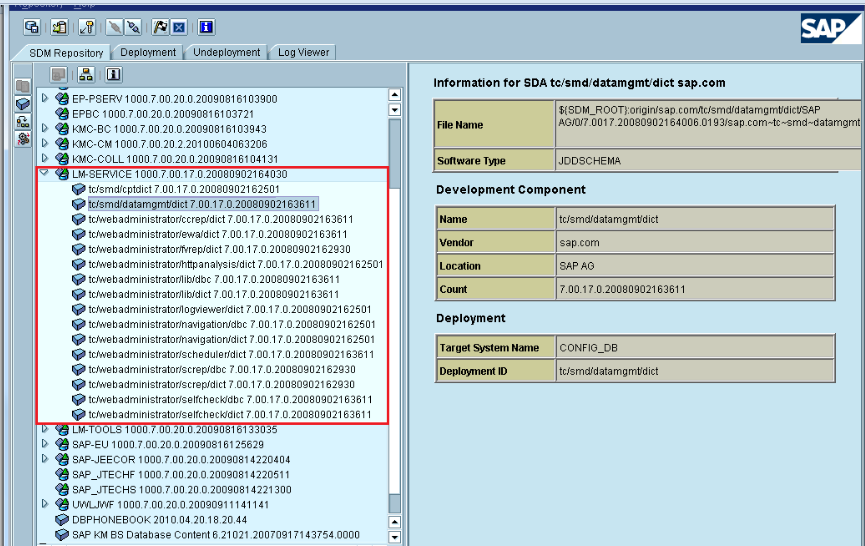 Repository Help
SAP
SDM Repository
Deployment
Undeployment
Log Viewer
EP-PSERV 1000.7.00.20.0.20090816103900
EPBC 1000.7.00.20.0.20090816103721
KMC-BC 1000.7.00.20.0.20090816103943
KMC-CM 1000.7.00.20.2.20100604063206
KMC-COLL 1000.7.00.20.0.20090816104131
LM-SERVICE 1000.7.00.17.0.20080902164030
tc/smd/cptdict 7.00.17.0.20080902162501
tc/smd/datamgmt/dict 7.00.17.0.20080902163611
tc/webadministrator/ccrep/dict 7.00.17.0.20080902163611
tc/webadministrator/ewa/dict 7.00.17.0.20080902163611
tc/webadministrator/fvrep/dict 7.00.17.0.20080902162930
tc/webadministrator/httpanalysis/dict 7.00.17.0.20080902162501
tc/webadministrator/lib/dbc 7.00.17.0.20080902163611
tc/webadministrator/lib/dict 7.00.17.0.20080902163611
tc/webadministrator/logviewer/dict 7.00.17.0.20080902162501
tc/webadministrator/navigation/dbc 7.00.17.0.20080902162501
tc/webadministrator/navigation/dict 7.00.17.0.20080902162501
tc/webadministrator/scheduler/dict 7.00.17.0.20080902163611
tc/webadministrator/screp/dbc 7.00.17.0.20080902162930
tc/webadministrator/screp/dict 7.00.17.0.20080902162930
tc/webadministrator/selfcheck/dbc 7.00.17.0.20080902163611
tc/webadministrator/selfcheck/dict 7.00.17.0.20080902163611
LM-TOOLS 1000.7.00.20.0.20090816133035
SAP-EU 1000.7.00.20.0.20090816125629
SAP-JEECOR 1000.7.00.20.0.20090814220404
SAP_JTECHF 1000.7.00.20.0.20090814220511
SAP_JTECHS 1000.7.00.20.0.20090814221300
UWLJWF 1000.7.00.20.0.20090911141141
DBPHONEBOOK 2010.04.20.18.20.44
SAP KM BS Database Content 6.21021.20070917143754.0000
Information for SDA tc/smd/datamgmt/dict sap.com
File Name
${SDM_ROOT}:origin/sap.com/tc/smd/datamgmt/dict/SAP
AG/0/7.0017.20080902164006.0193/sap.com~tc~smd~datamgmt
Software Type
JDDSCHEMA
Development Component
Name
tc/smd/datamgmt/dict
Vendor
sap.com
Location
SAP AG
Count
7.00.17.0.20080902163611
Deployment
Target System Name
CONFIG_DB
Deployment ID
tc/smd/datamgmt/dict